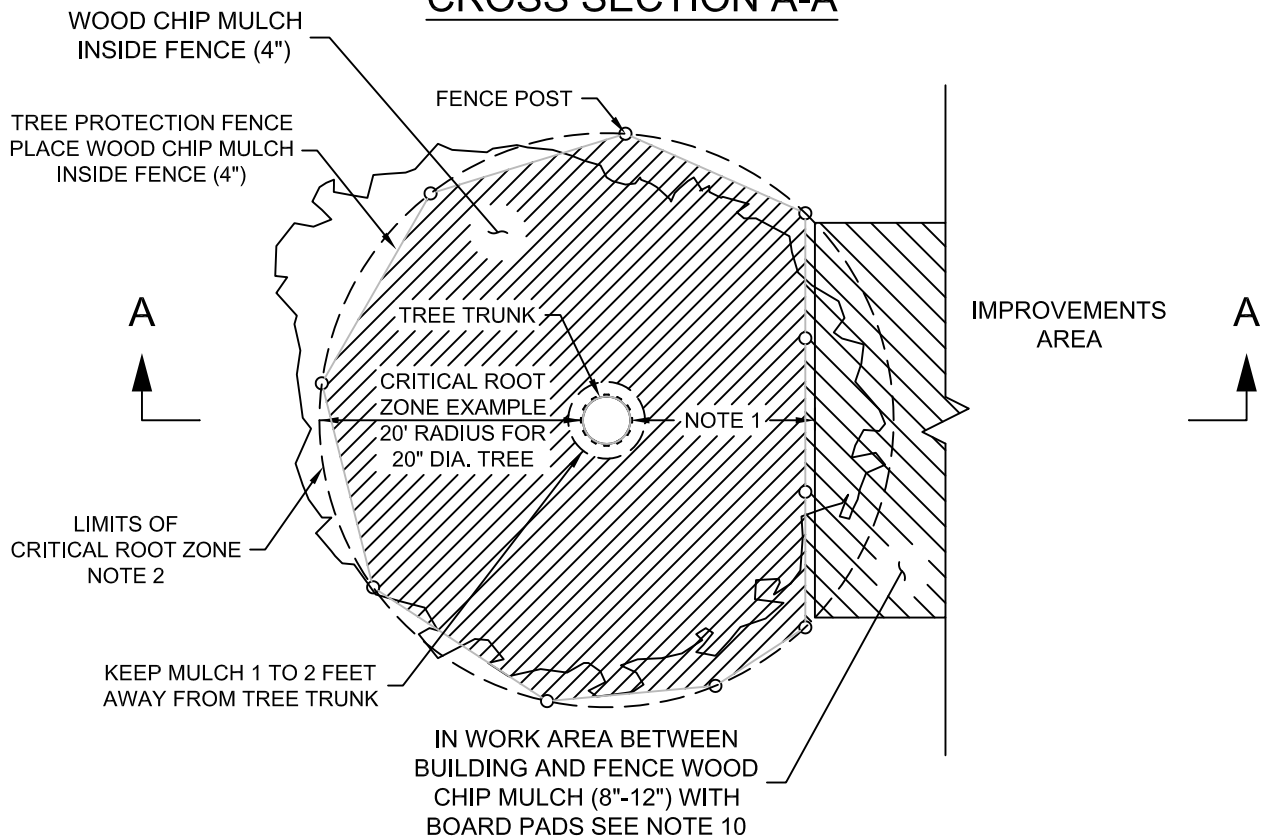 CROSS SECTION A-A
WOOD CHIP MULCH
INSIDE FENCE (4")
FENCE POST
TREE PROTECTION FENCE
PLACE WOOD CHIP MULCH
INSIDE FENCE (4")
TREE TRUNK
IMPROVEMENTS
AREA
A
A
CRITICAL ROOT
ZONE EXAMPLE
20' RADIUS FOR
20" DIA. TREE
NOTE 1
LIMITS OF
CRITICAL ROOT ZONE
NOTE 2
KEEP MULCH 1 TO 2 FEET
AWAY FROM TREE TRUNK
IN WORK AREA BETWEEN
BUILDING AND FENCE WOOD
CHIP MULCH (8"-12") WITH
BOARD PADS SEE NOTE 10